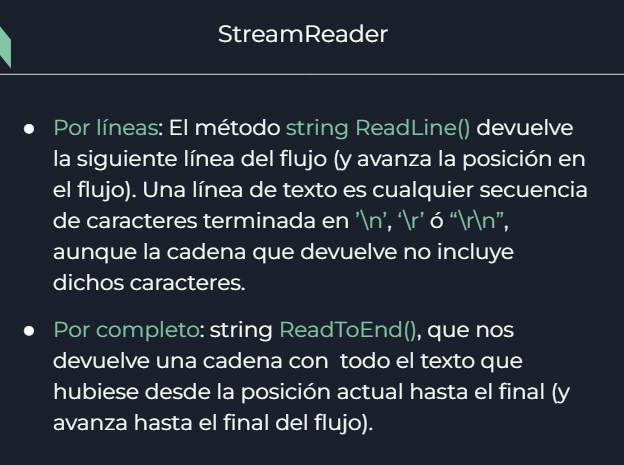 StreamReader
● Por líneas: El método string ReadLine() devuelve
la siguiente línea del flujo (y avanza la posición en
el flujo). Una línea de texto es cualquier secuencia
de caracteres terminada en ’\n’, ‘\r’ ó “\r\n”,
aunque la cadena que devuelve no incluye
dichos caracteres.
● Por completo: string ReadToEnd(), que nos
devuelve una cadena con  todo el texto que
hubiese desde la posición actual hasta el final (y
avanza hasta el final del flujo).